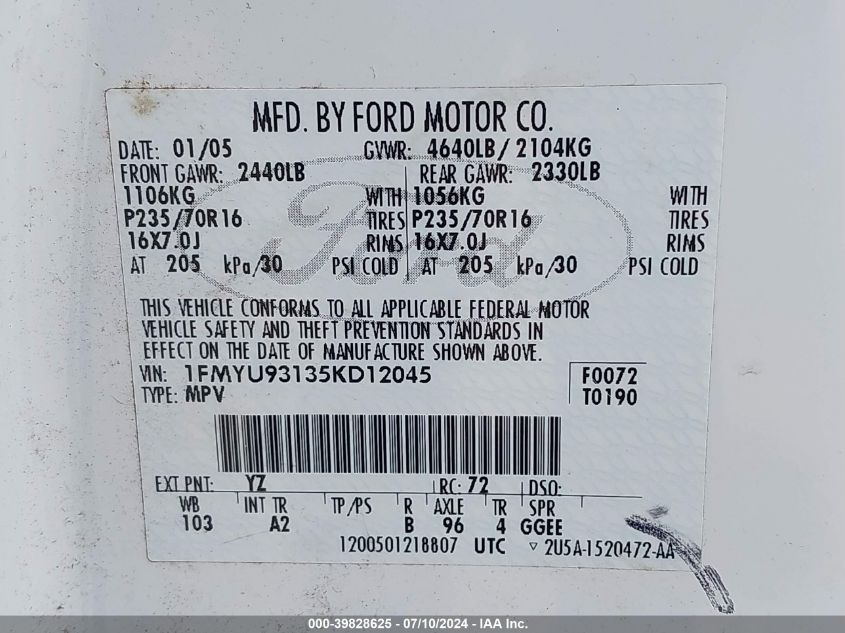 MFD. BY FORD MOTOR CO.
DATE: 01/05 GVWR: 4640LB/ 2104KG
FRONT GAWR: 2440LB REAR GAWR: 2330LB
1106KG WITH 1056KG WITH
P235/70R16 TIRES P235/70R16 TIRES
16X7.0J RIMS 16X7.0J RIMS
AT 205 kPa/30 PSI COLD AT 205 kPa/30 PSI COLD
Ford
THIS VEHICLE CONFORMS TO ALL APPLICABLE FEDERAL MOTOR
VEHICLE SAFETY AND THEFT PREVENTION STANDARDS IN
EFFECT ON THE DATE OF MANUFACTURE SHOWN ABOVE.
VIN: 1FMYU93135KD12045 F0072
TYPE: MPV T0190
EXT PNT: YZ RC: 72 DSO:
WB INT TR TP/PS R AXLE TR SPR
103 A2 B 96 4 GGEE
1200501218807 UTC ▽ 2U5A-1520472-AA
000-39828625 / 07/10/2024 - IAA Inc.